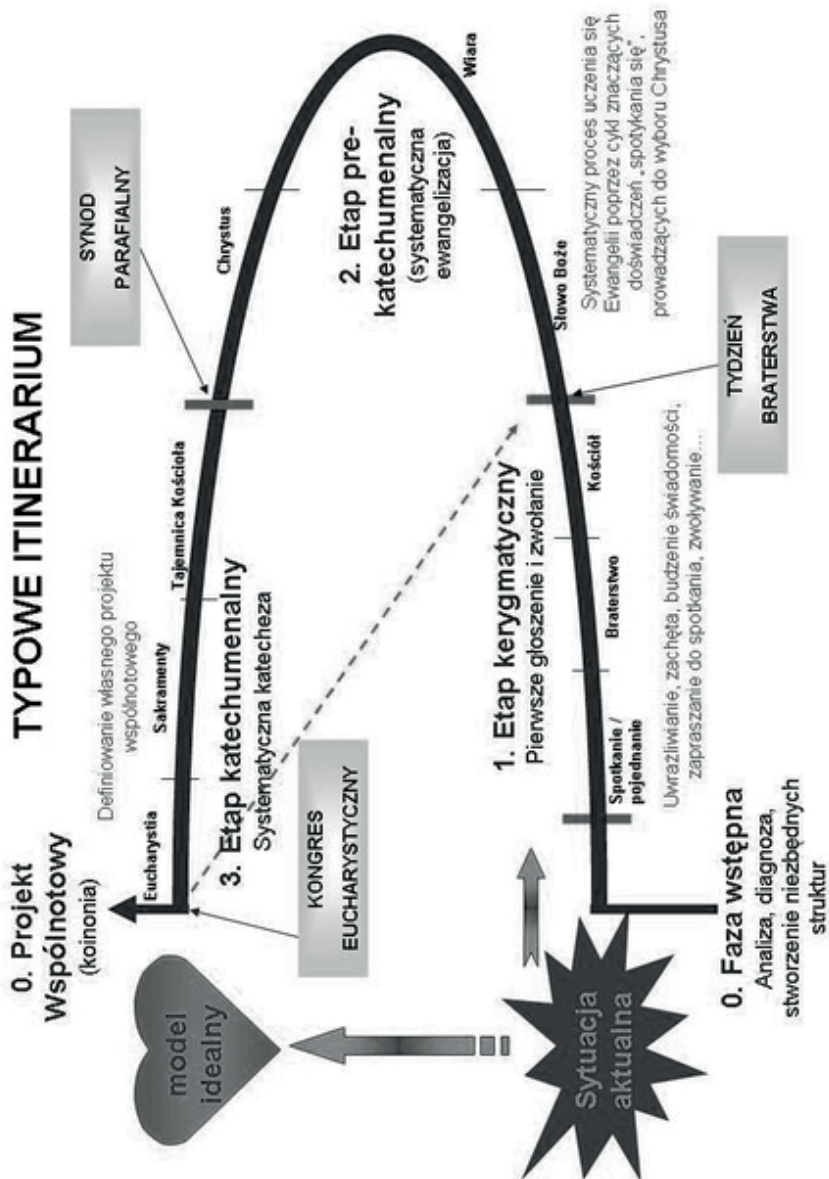 TYPOWE ITINERARIUM
0. Projekt
Wspólnotowy
(koinonia)
Definiowanie własnego projektu
wspólnotowego
SYNOD
PARAFIALNY
Eucharystia
Sakramenty
Tajemnica Kościoła
Chrystus
3. Etap katechumenalny
Systematyczna katecheza
KONGRES
EUCHARYSTYCZNY
model
idealny
2. Etap pre-
katechumenalny
(systematyczna
ewangelizacja)
Wiara
1. Etap kerygmatyczny
Pierwsze głoszenie i zwołanie
Spotkanie /
pojednanie
Braterstwo
Kościół
Słowo Boże
Sytuacja
aktualna
0. Faza wstępna
Analiza, diagnoza,
stworzenie niezbędnych
struktur
Uwrażliwianie, zachęta, budzenie świadomości,
zapraszanie do spotkania, zwoływanie...
TYDZIEŃ
BRATERSTWA
Systematyczny proces uczenia się
Ewangelii poprzez cykl znaczących
doświadczeń „spotykania się”,
prowadzących do wyboru Chrystusa